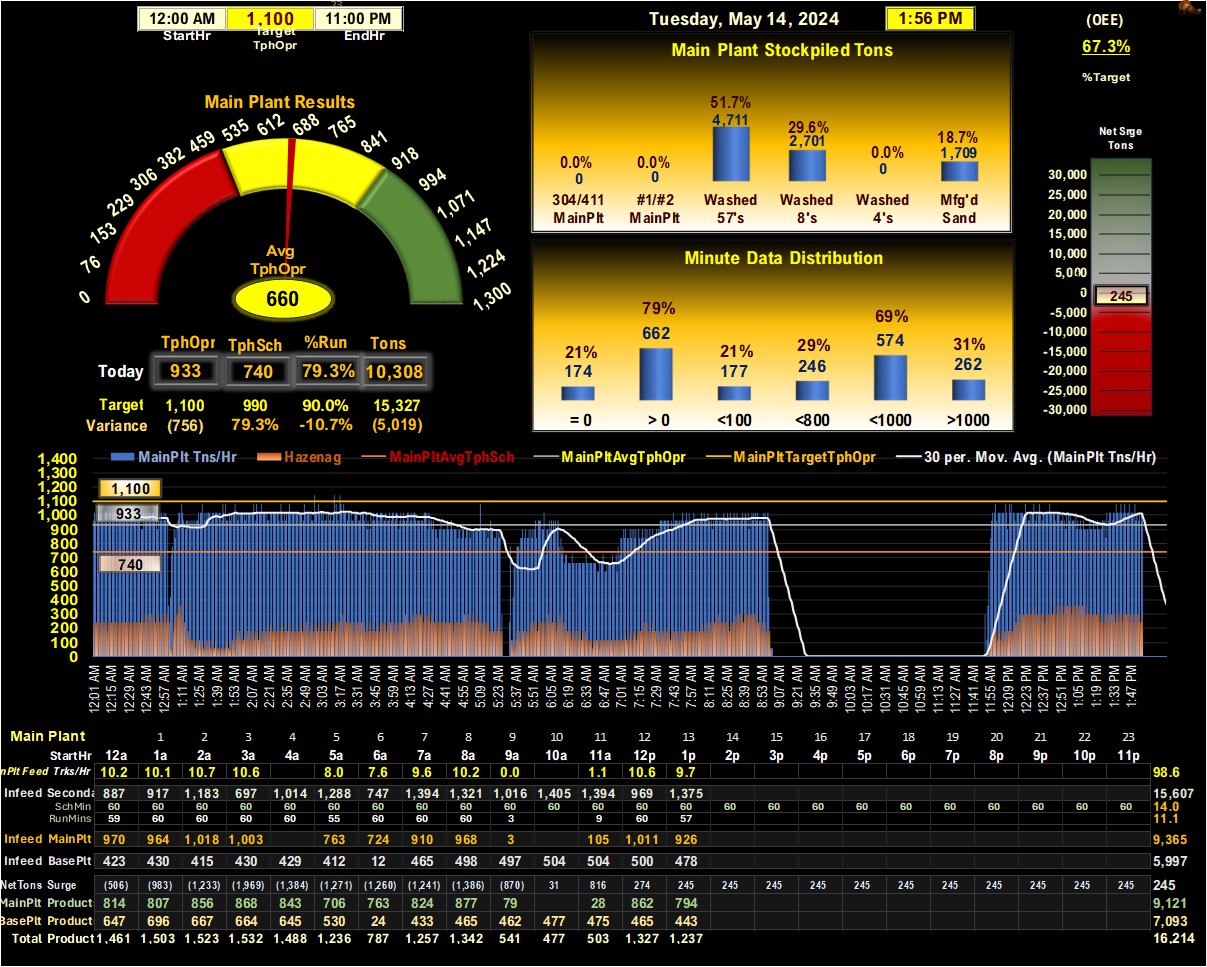 12:00 AM 1,100 11:00 PM
StartHr Target TphOpr EndHr
Tuesday, May 14, 2024 1:56 PM
(OEE)
67.3%
%Target
Main Plant Results
0 76 153 229 306 382 459 535 612 688 765 841 918 994 1,071 1,147 1,224 1,300
Avg
TphOpr
660
TphOpr TphSch %Run Tons
Today 933 740 79.3% 10,308
Target 1,100 990 90.0% 15,327
Variance (756) 79.3% -10.7% (5,019)
Main Plant Stockpiled Tons
0.0% 0.0% 51.7% 29.6% 0.0% 18.7%
0 0 4,711 2,701 0 1,709
304/411 #1/#2 Washed Washed Washed Mfg'd
MainPlt MainPlt 57's 8's 4's Sand
Minute Data Distribution
21% 79% 21% 29% 69% 31%
174 662 177 246 574 262
= 0 > 0 <100 <800 <1000 >1000
Net Srge
Tons
30,000
25,000
20,000
15,000
10,000
5,000
0
245
-5,000
-10,000
-15,000
-20,000
-25,000
-30,000
MainPlt Tns/Hr Hazenag MainPltAvgTphSch MainPltAvgTphOpr MainPltTargetTphOpr 30 per. Mov. Avg. (MainPlt Tns/Hr)
1,400
1,300
1,200
1,100
1,000
900
800
700
600
500
400
300
200
100
0
1,100
933
740
12:01 AM 12:15 AM 12:29 AM 12:43 AM 12:57 AM 1:11 AM 1:25 AM 1:39 AM 1:53 AM 2:07 AM 2:21 AM 2:35 AM 2:49 AM 3:03 AM 3:17 AM 3:31 AM 3:45 AM 3:59 AM 4:13 AM 4:27 AM 4:41 AM 4:55 AM 5:09 AM 5:23 AM 5:37 AM 5:51 AM 6:05 AM 6:19 AM 6:33 AM 6:47 AM 7:01 AM 7:15 AM 7:29 AM 7:43 AM 7:57 AM 8:11 AM 8:25 AM 8:39 AM 8:53 AM 9:07 AM 9:21 AM 9:35 AM 9:49 AM 10:03 AM 10:17 AM 10:31 AM 10:45 AM 10:59 AM 11:13 AM 11:27 AM 11:41 AM 11:55 AM 12:09 PM 12:23 PM 12:37 PM 12:51 PM 1:05 PM 1:19 PM 1:33 PM 1:47 PM
Main Plant 1 2 3 4 5 6 7 8 9 10 11 12 13 14 15 16 17 18 19 20 21 22 23
StartHr 12a 1a 2a 3a 4a 5a 6a 7a 8a 9a 10a 11a 12p 1p 2p 3p 4p 5p 6p 7p 8p 9p 10p 11p
nPlt Feed Trks/Hr 10.2 10.1 10.7 10.6 8.0 7.6 9.6 10.2 0.0 1.1 10.6 9.7 98.6
Infeed Seconda 887 917 1,183 697 1,014 1,288 747 1,394 1,321 1,016 1,405 1,394 969 1,375 15,607
SchMin 60 60 60 60 60 60 60 60 60 60 60 60 60 60 60 60 60 60 60 60 60 60 60 14.0
RunMins 59 60 60 60 55 60 60 60 3 9 60 57 11.1
Infeed MainPlt 970 964 1,018 1,003 763 724 910 968 3 105 1,011 926 9,365
Infeed BasePlt 423 430 415 430 429 412 12 465 498 497 504 504 500 478 5,997
NetTons Surge (506) (983) (1,233) (1,969) (1,384) (1,271) (1,260) (1,241) (1,386) (870) 31 816 274 245 245 245 245 245 245 245 245 245 245 245 245
MainPlt Product 814 807 856 868 843 706 763 824 877 79 28 862 794 9,121
BasePlt Product 647 696 667 664 645 530 24 433 465 462 477 475 465 443 7,093
Total Product 1,461 1,503 1,523 1,532 1,488 1,236 787 1,257 1,342 541 477 503 1,327 1,237 16,214